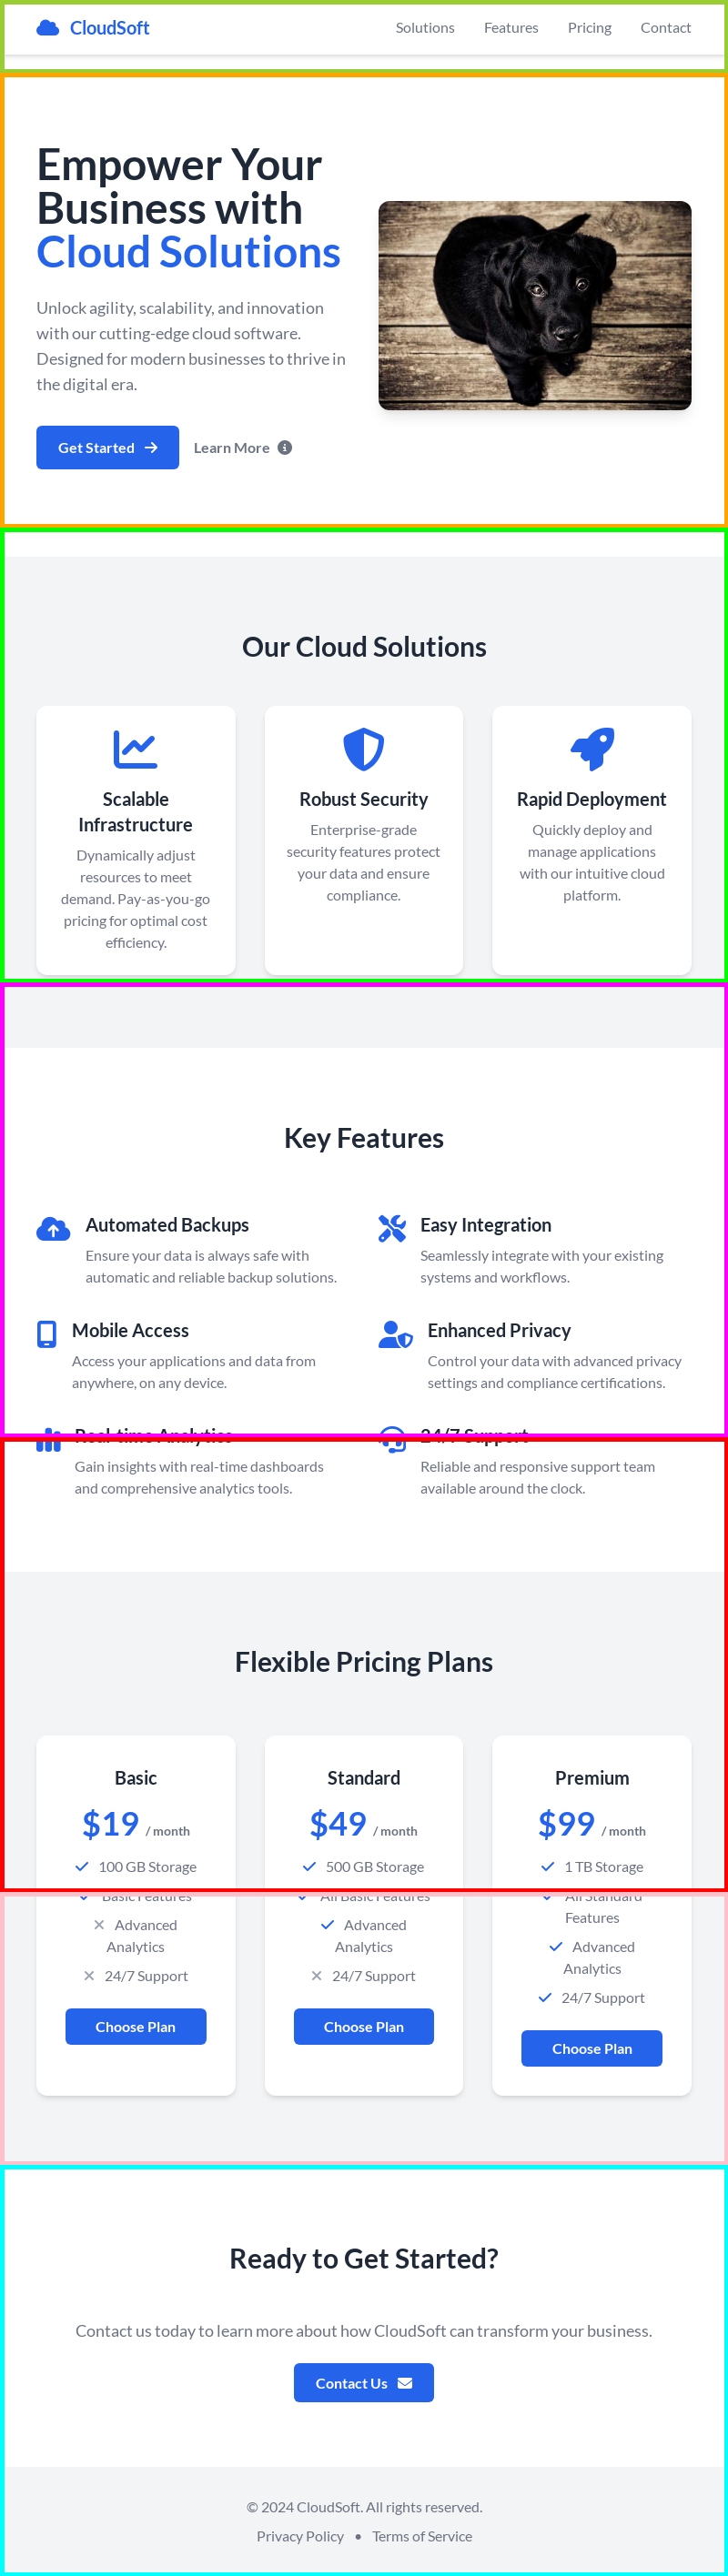 CloudSoft
Solutions
Features
Pricing
Contact
Empower Your
Business with
Cloud Solutions
Unlock agility, scalability, and innovation
with our cutting-edge cloud software.
Designed for modern businesses to thrive in
the digital era.
Get Started
Learn More
Our Cloud Solutions
Scalable
Infrastructure
Dynamically adjust
resources to meet
demand. Pay-as-you-go
pricing for optimal cost
efficiency.
Robust Security
Enterprise-grade
security features protect
your data and ensure
compliance.
Rapid Deployment
Quickly deploy and
manage applications
with our intuitive cloud
platform.
Key Features
Automated Backups
Ensure your data is always safe with
automatic and reliable backup solutions.
Easy Integration
Seamlessly integrate with your existing
systems and workflows.
Mobile Access
Access your applications and data from
anywhere, on any device.
Enhanced Privacy
Control your data with advanced privacy
settings and compliance certifications.
Real-time Analytics
Gain insights with real-time dashboards
and comprehensive analytics tools.
24/7 Support
Reliable and responsive support team
available around the clock.
Flexible Pricing Plans
Basic
$19 / month
100 GB Storage
Basic Features
Advanced
Analytics
24/7 Support
Choose Plan
Standard
$49 / month
500 GB Storage
All Basic Features
Advanced
Analytics
24/7 Support
Choose Plan
Premium
$99 / month
1 TB Storage
All Standard
Features
Advanced
Analytics
24/7 Support
Choose Plan
Ready to Get Started?
Contact us today to learn more about how CloudSoft can transform your business.
Contact Us
© 2024 CloudSoft. All rights reserved.
Privacy Policy • Terms of Service